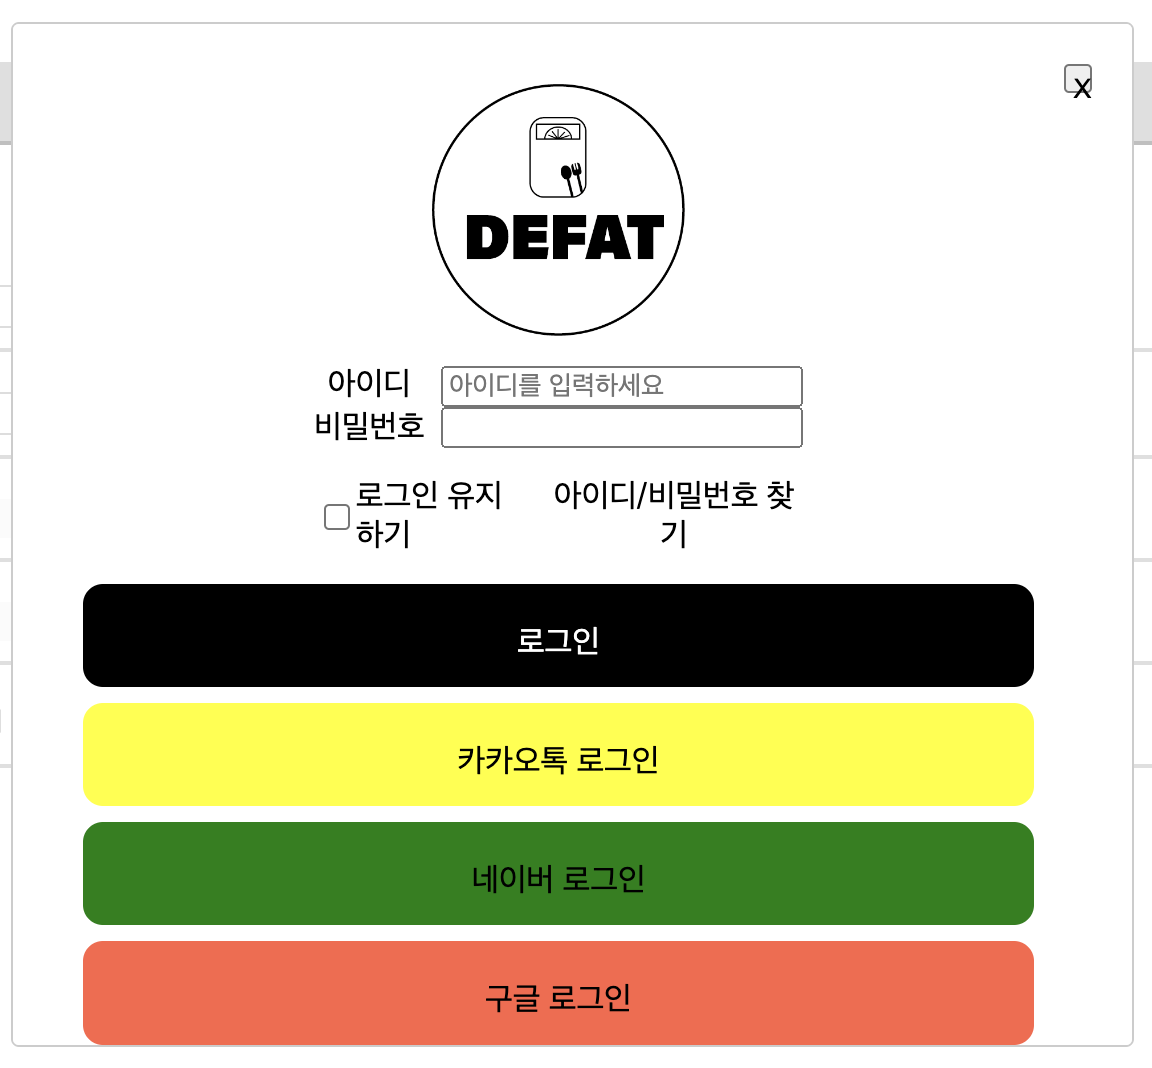 x
DEFAT
아이디 아이디를 입력하세요
비밀번호
로그인 유지
하기
아이디/비밀번호 찾
기
로그인
카카오톡 로그인
네이버 로그인
구글 로그인